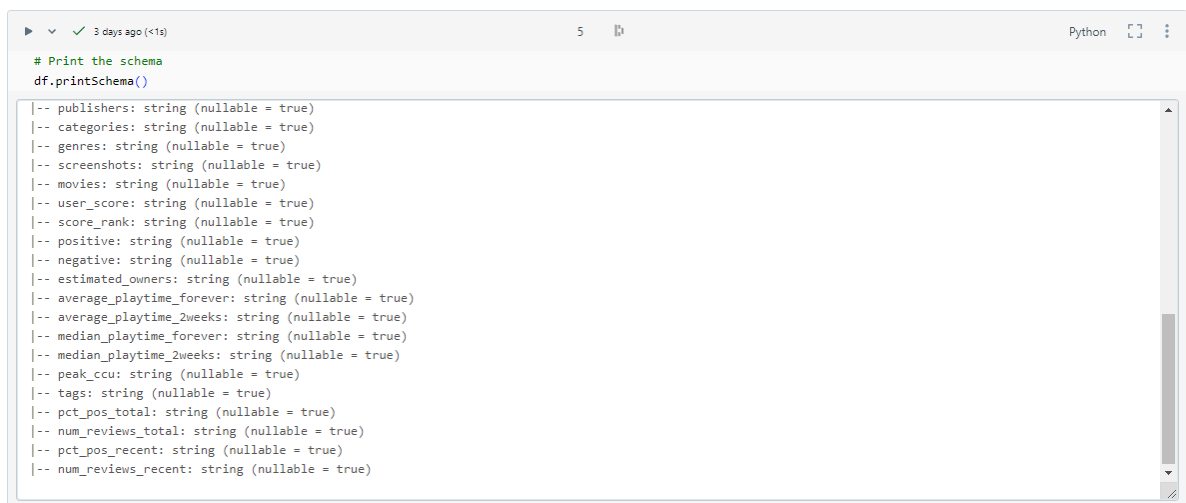 3 days ago (<1s)
5
Python
# Print the schema
df.printSchema()
|-- publishers: string (nullable = true)
|-- categories: string (nullable = true)
|-- genres: string (nullable = true)
|-- screenshots: string (nullable = true)
|-- movies: string (nullable = true)
|-- user_score: string (nullable = true)
|-- score_rank: string (nullable = true)
|-- positive: string (nullable = true)
|-- negative: string (nullable = true)
|-- estimated_owners: string (nullable = true)
|-- average_playtime_forever: string (nullable = true)
|-- average_playtime_2weeks: string (nullable = true)
|-- median_playtime_forever: string (nullable = true)
|-- median_playtime_2weeks: string (nullable = true)
|-- peak_ccu: string (nullable = true)
|-- tags: string (nullable = true)
|-- pct_pos_total: string (nullable = true)
|-- num_reviews_total: string (nullable = true)
|-- pct_pos_recent: string (nullable = true)
|-- num_reviews_recent: string (nullable = true)